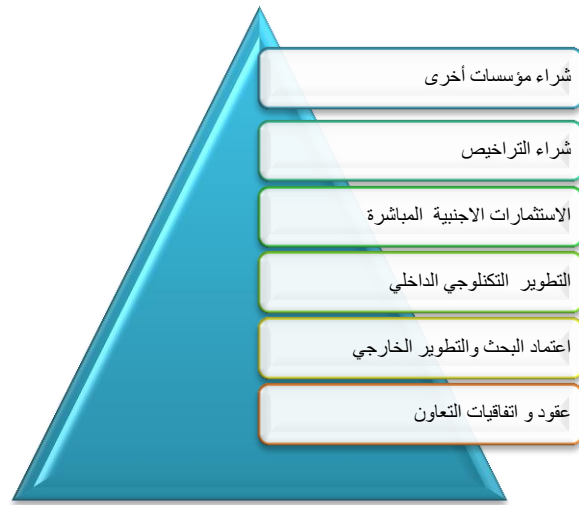 شراء مؤسسات أخرى
شراء التراخيص
الاستثمارات الاجنبية المباشرة
التطوير التكنلوجي الداخلي
اعتماد البحث والتطوير الخارجي
عقود و اتفاقيات التعاون